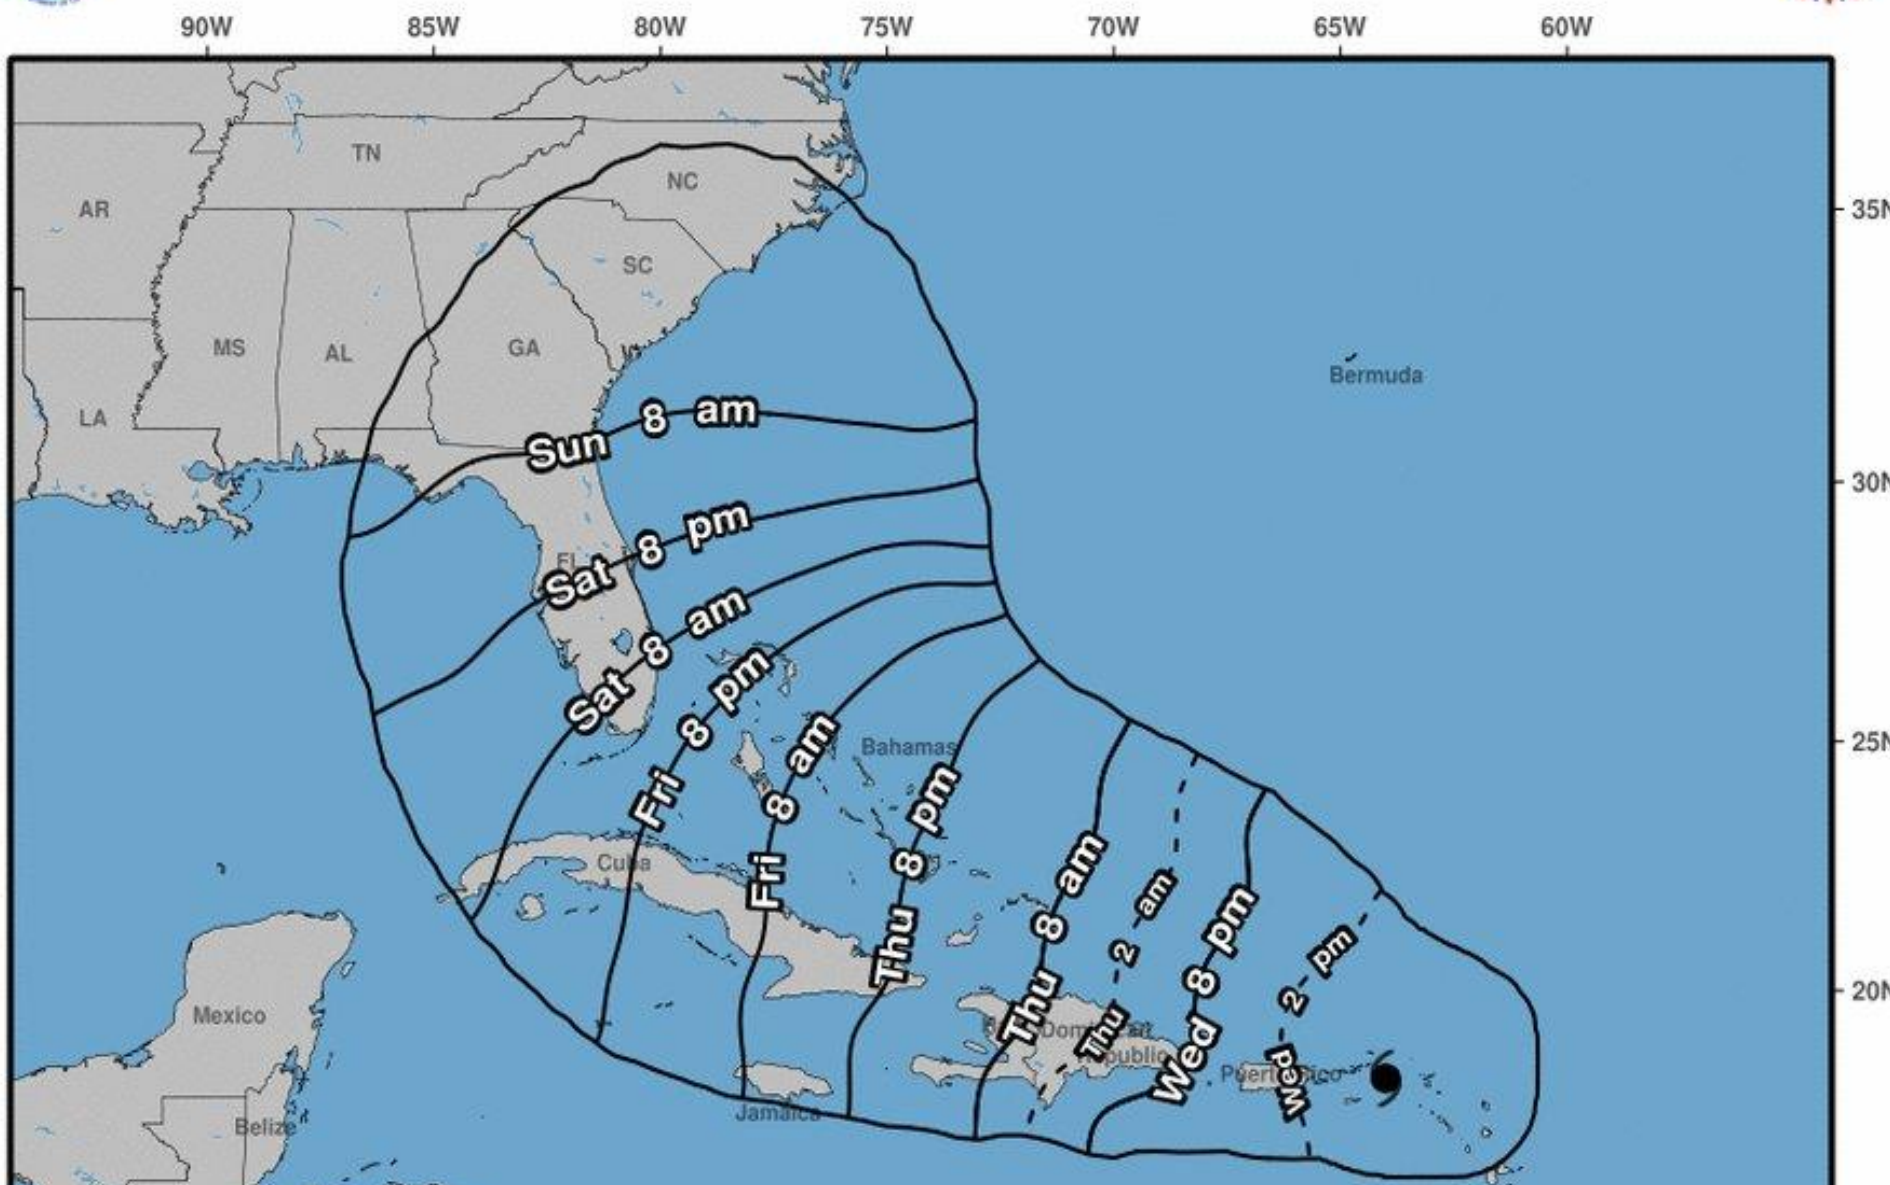 90W 85W 80W 75W 70W 65W 60W
TN
NC
AR
35N
SC
MS
AL
GA
Bermuda
LA
Sun 8 am
30N
Sat 8 pm
FL
Sat 8 am
Fri 8 pm
Fri 8 am
Bahamas
25N
Thu 8 pm
Thu 8 am
Thu 2 am
Wed 8 pm
Wed 2 pm
Cuba
20N
Mexico
Dominican
Republic
Puerto Rico
Jamaica
Belize